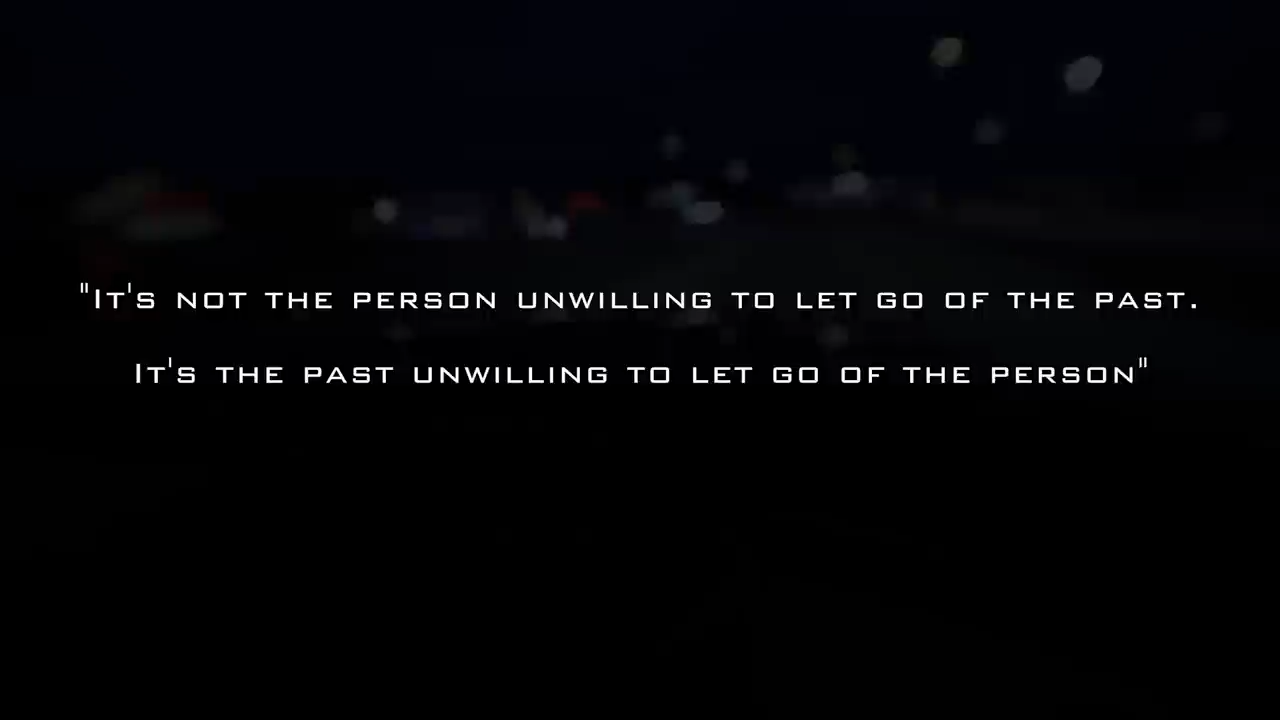 "It's not the person unwilling to let go of the past.
It's the past unwilling to let go of the person"